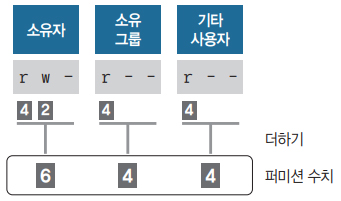 소유자 소유 그룹 기타 사용자
r w - r - - r - -
4 2 4 4
더하기
6 4 4 퍼미션 수치